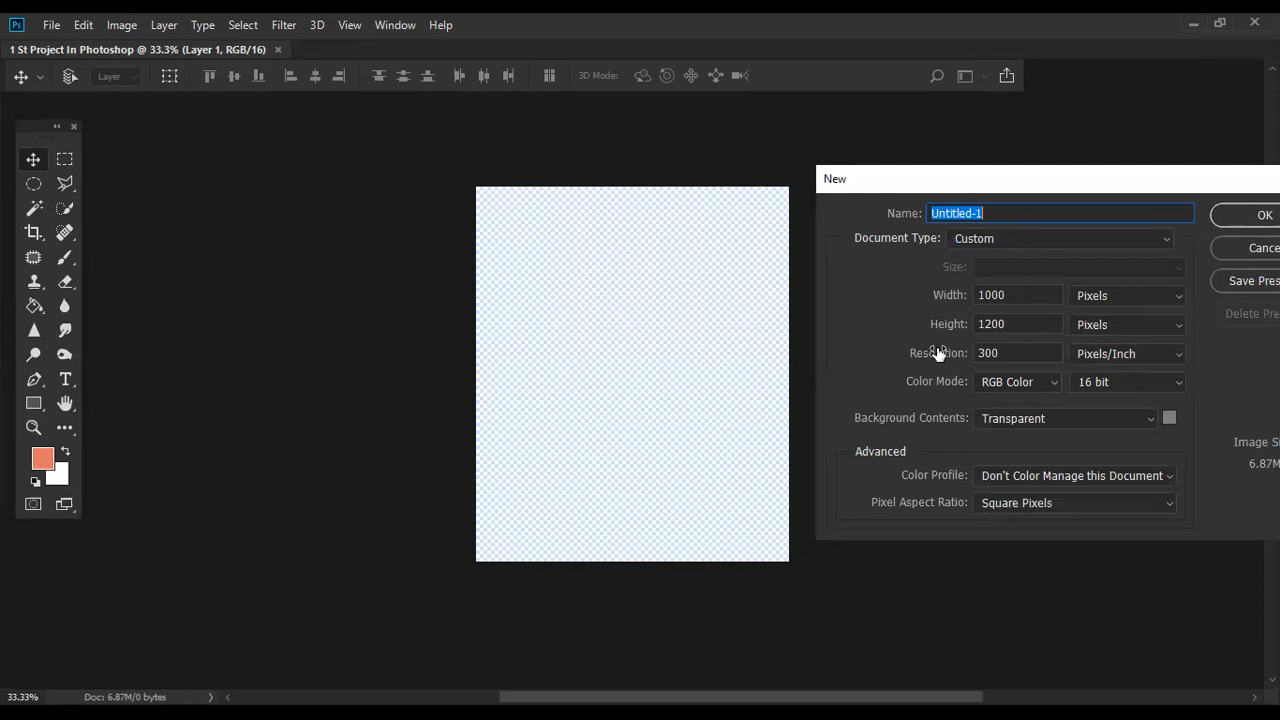 Ps File Edit Image Layer Type Select Filter 3D View Window Help
1 St Project In Photoshop @ 33.3% (Layer 1, RGB/16) ×
Layer 3D Mode:
New
Name: Untitled-1 OK
Document Type: Custom
Cance
Size:
Save Pres
Width: 1000 Pixels
Delete Pre
Height: 1200 Pixels
Resolution: 300 Pixels/Inch
Color Mode: RGB Color 16 bit
Background Contents: Transparent
Image Si
Advanced
6.87M
Color Profile: Don't Color Manage this Document
Pixel Aspect Ratio: Square Pixels
33.33% Doc: 6.87M/0 bytes